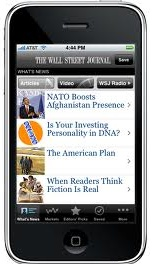 AT&T 4:44 PM
THE WALL STREET JOURNAL. Save
WHAT'S NEWS
Articles Video WSJ Radio
NATO Boosts
Afghanistan Presence
Is Your Investing
Personality in DNA?
The American Plan
When Readers Think
Fiction Is Real
What's News Markets Editors' Picks Saved More